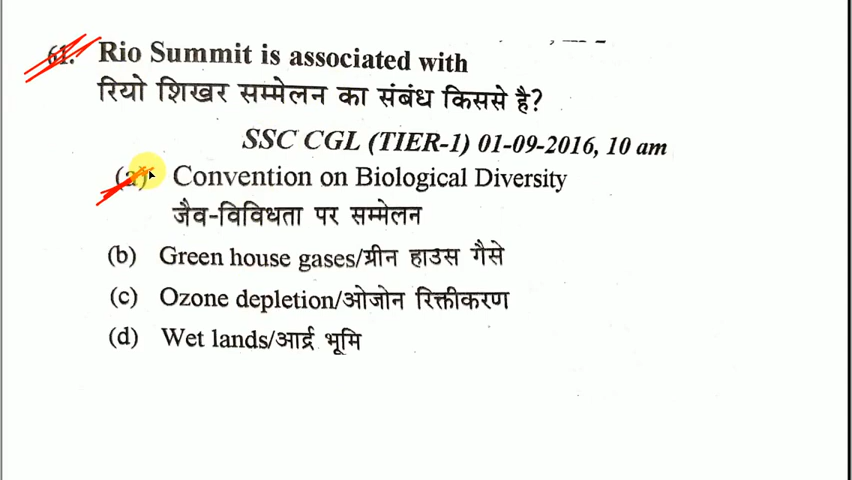 61. Rio Summit is associated with
रियो शिखर सम्मेलन का संबंध किससे है?
SSC CGL (TIER-1) 01-09-2016, 10 am
(a) Convention on Biological Diversity
जैव-विविधता पर सम्मेलन
(b) Green house gases/ग्रीन हाउस गैसे
(c) Ozone depletion/ओजोन रिक्तीकरण
(d) Wet lands/आर्द्र भूमि